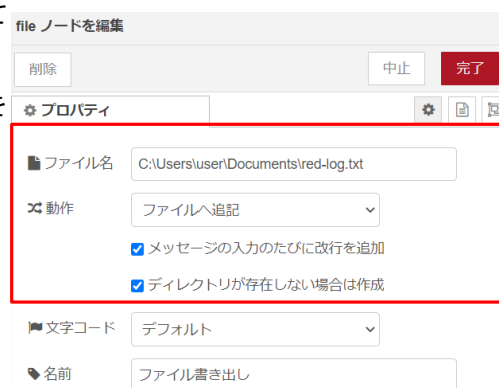 て
file ノードを編集
削除
中止
完了
を
プロパティ
ファイル名
C:\Users\user\Documents\red-log.txt
動作
ファイルへ追記
メッセージの入力のたびに改行を追加
ディレクトリが存在しない場合は作成
文字コード
デフォルト
名前
ファイル書き出し